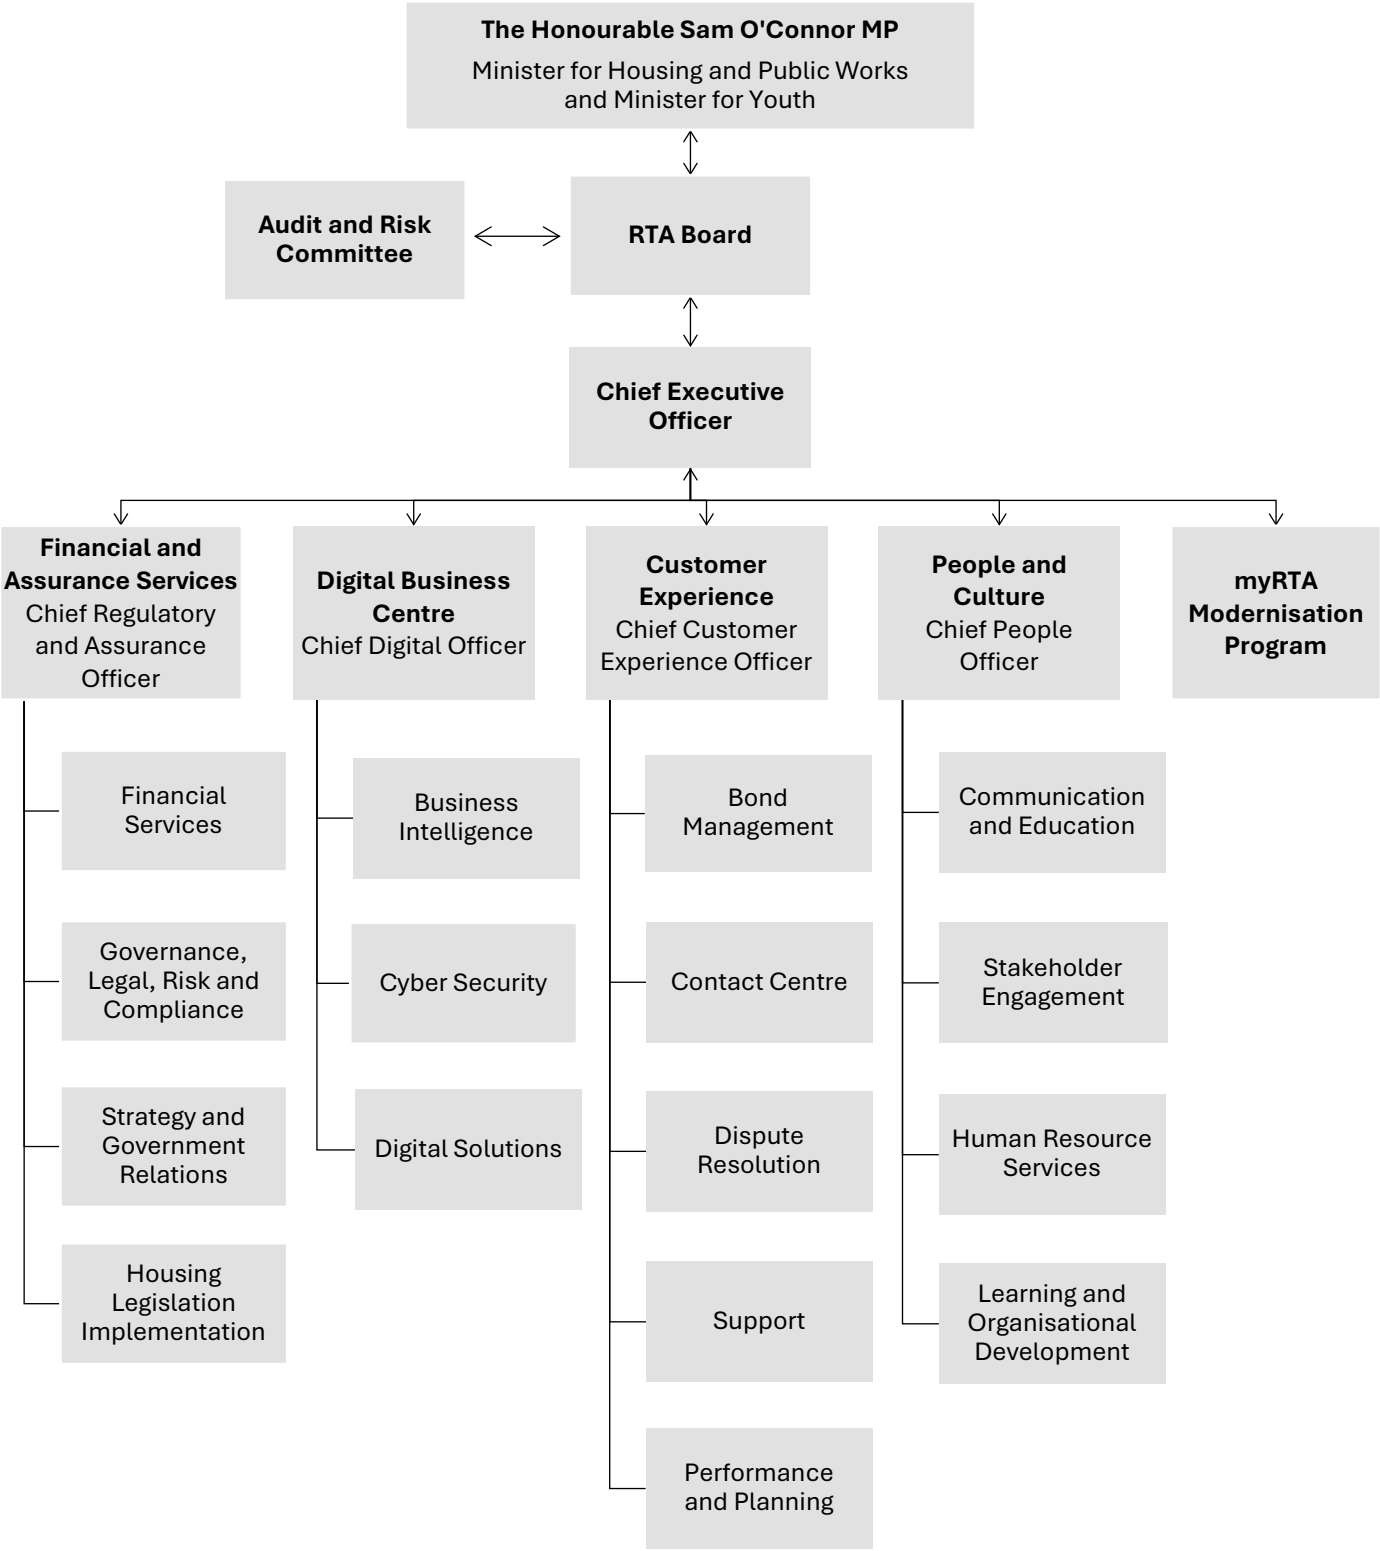 The Honourable Sam O'Connor MP
Minister for Housing and Public Works
and Minister for Youth
Audit and Risk
Committee
RTA Board
Chief Executive
Officer
Financial and
Assurance Services
Chief Regulatory
and Assurance
Officer
Digital Business
Centre
Chief Digital Officer
Customer
Experience
Chief Customer
Experience Officer
People and
Culture
Chief People
Officer
myRTA
Modernisation
Program
Financial
Services
Governance,
Legal, Risk and
Compliance
Strategy and
Government
Relations
Housing
Legislation
Implementation
Business
Intelligence
Cyber Security
Digital Solutions
Bond
Management
Contact Centre
Dispute
Resolution
Support
Performance
and Planning
Communication
and Education
Stakeholder
Engagement
Human Resource
Services
Learning and
Organisational
Development